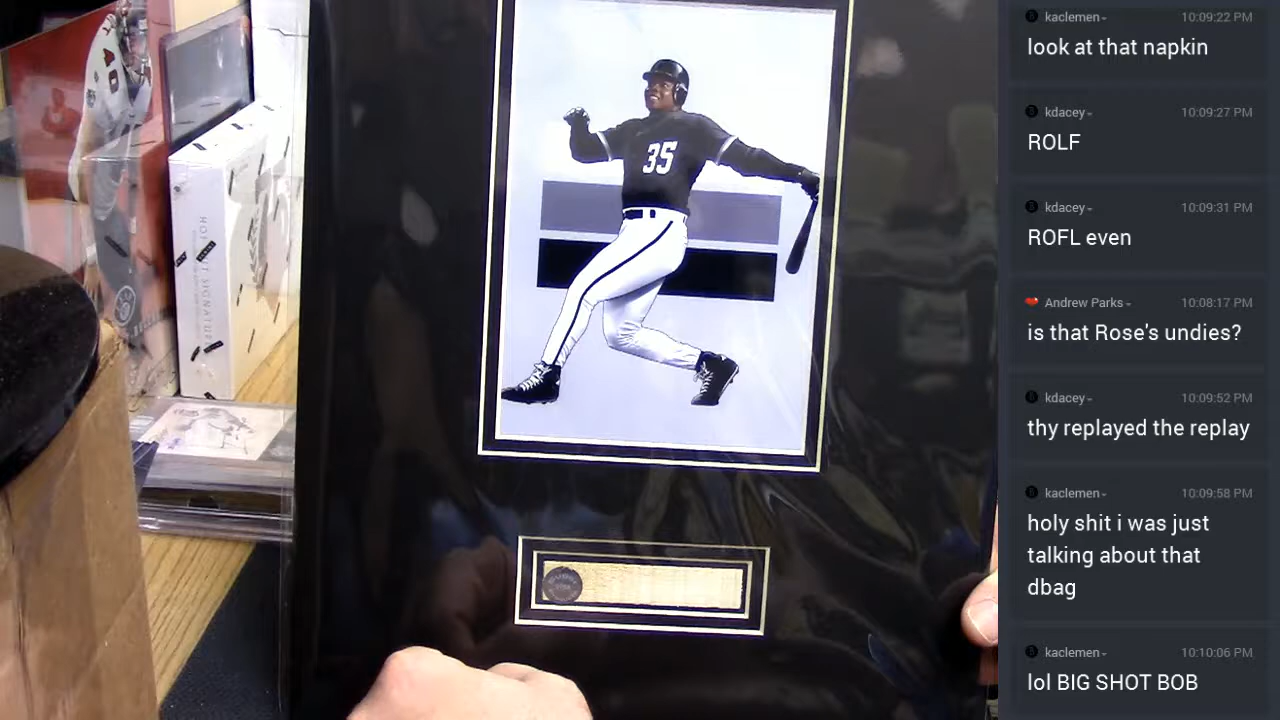 35
kaclemen
10:09:22 PM
look at that napkin
kdacey
10:09:27 PM
ROLF
kdacey
10:09:31 PM
ROFL even
Andrew Parks
10:08:17 PM
is that Rose's undies?
kdacey
10:09:52 PM
thy replayed the replay
kaclemen
10:09:58 PM
holy shit i was just
talking about that
dbag
kaclemen
10:10:06 PM
lol BIG SHOT BOB